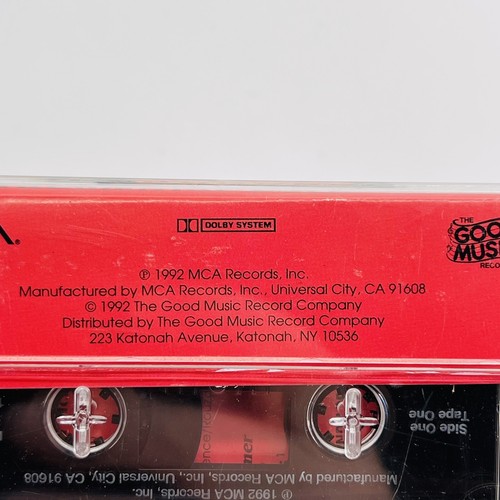 DOLBY SYSTEM
THE
GOOD
MUSIC
RECORD
℗ 1992 MCA Records, Inc.
Manufactured by MCA Records, Inc., Universal City, CA 91608
© 1992 The Good Music Record Company
Distributed by The Good Music Record Company
223 Katonah Avenue, Katonah, NY 10536
Side One
Tape One
Manufactured by MCA Records, Inc., Universal City, CA 91608
℗ 1992 MCA Records, Inc.